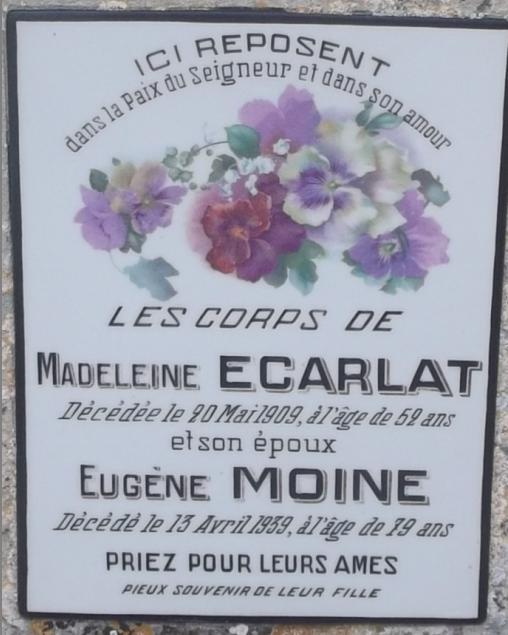 ICI REPOSENT
dans la Paix du Seigneur et dans son amour
LES CORPS DE
MADELEINE ECARLAT
Décédée le 20 Mai 1909, à l'âge de 52 ans
et son époux
EUGÈNE MOINE
Décédé le 13 Avril 1939, à l'âge de 79 ans
PRIEZ POUR LEURS AMES
PIEUX SOUVENIR DE LEUR FILLE